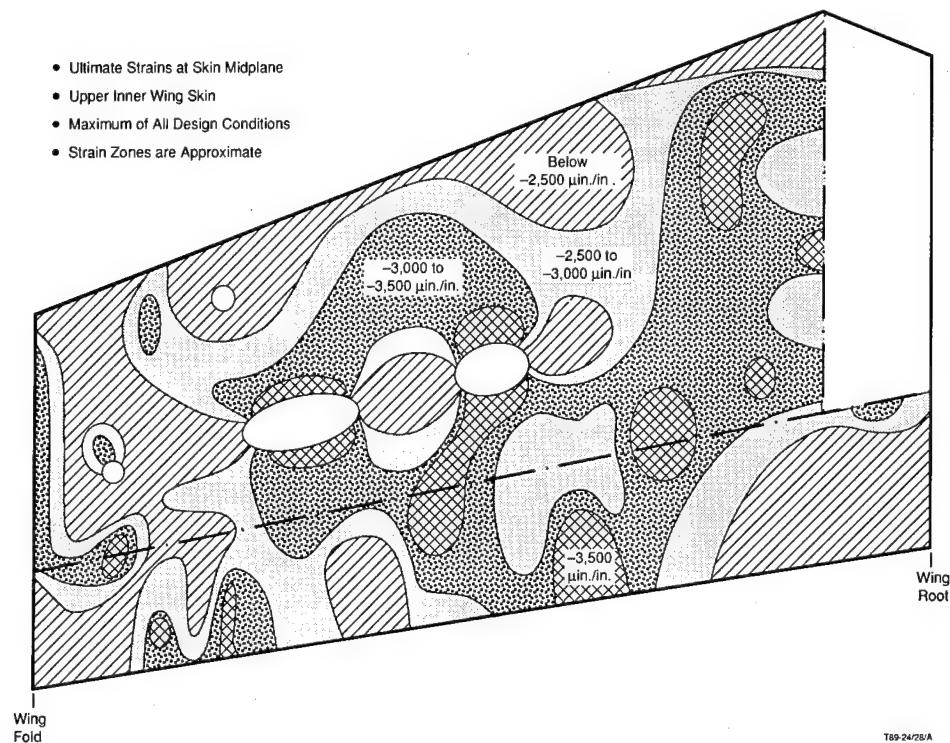 • Ultimate Strains at Skin Midplane
• Upper Inner Wing Skin
• Maximum of All Design Conditions
• Strain Zones are Approximate
Below
–2,500 μin./in.
–2,500 to
–3,000 μin./in
–3,000 to
–3,500 μin./in.
–3,500
μin./in.
Wing
Root
Wing
Fold
T89-24/28/A